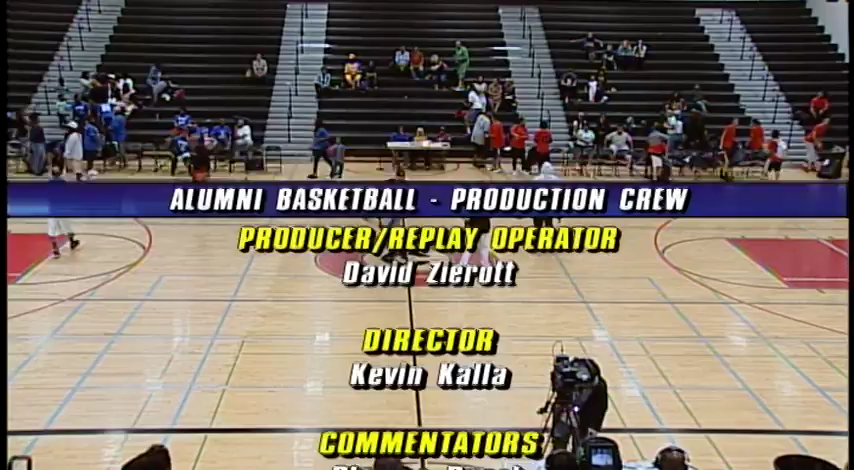 ALUMNI BASKETBALL - PRODUCTION CREW
PRODUCER/REPLAY OPERATOR
David Zierott
DIRECTOR
Kevin Kalla
COMMENTATORS